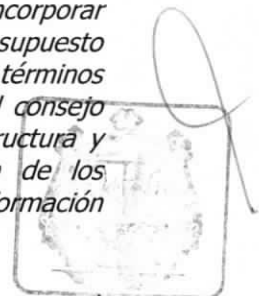 ncorporar
supuesto
términos
consejo
ructura y
de los
ormación